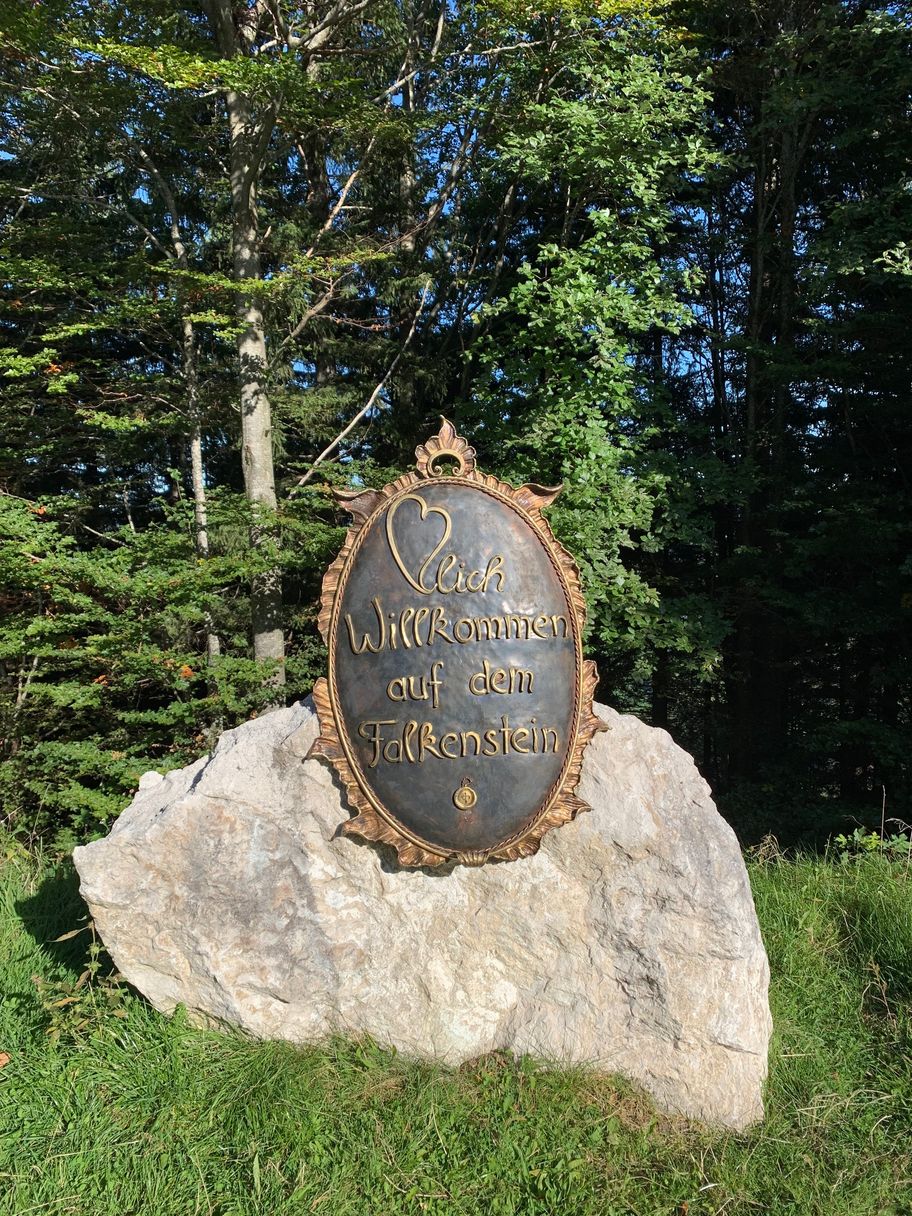 ♡lich
Willkommen
auf dem
Falkenstein